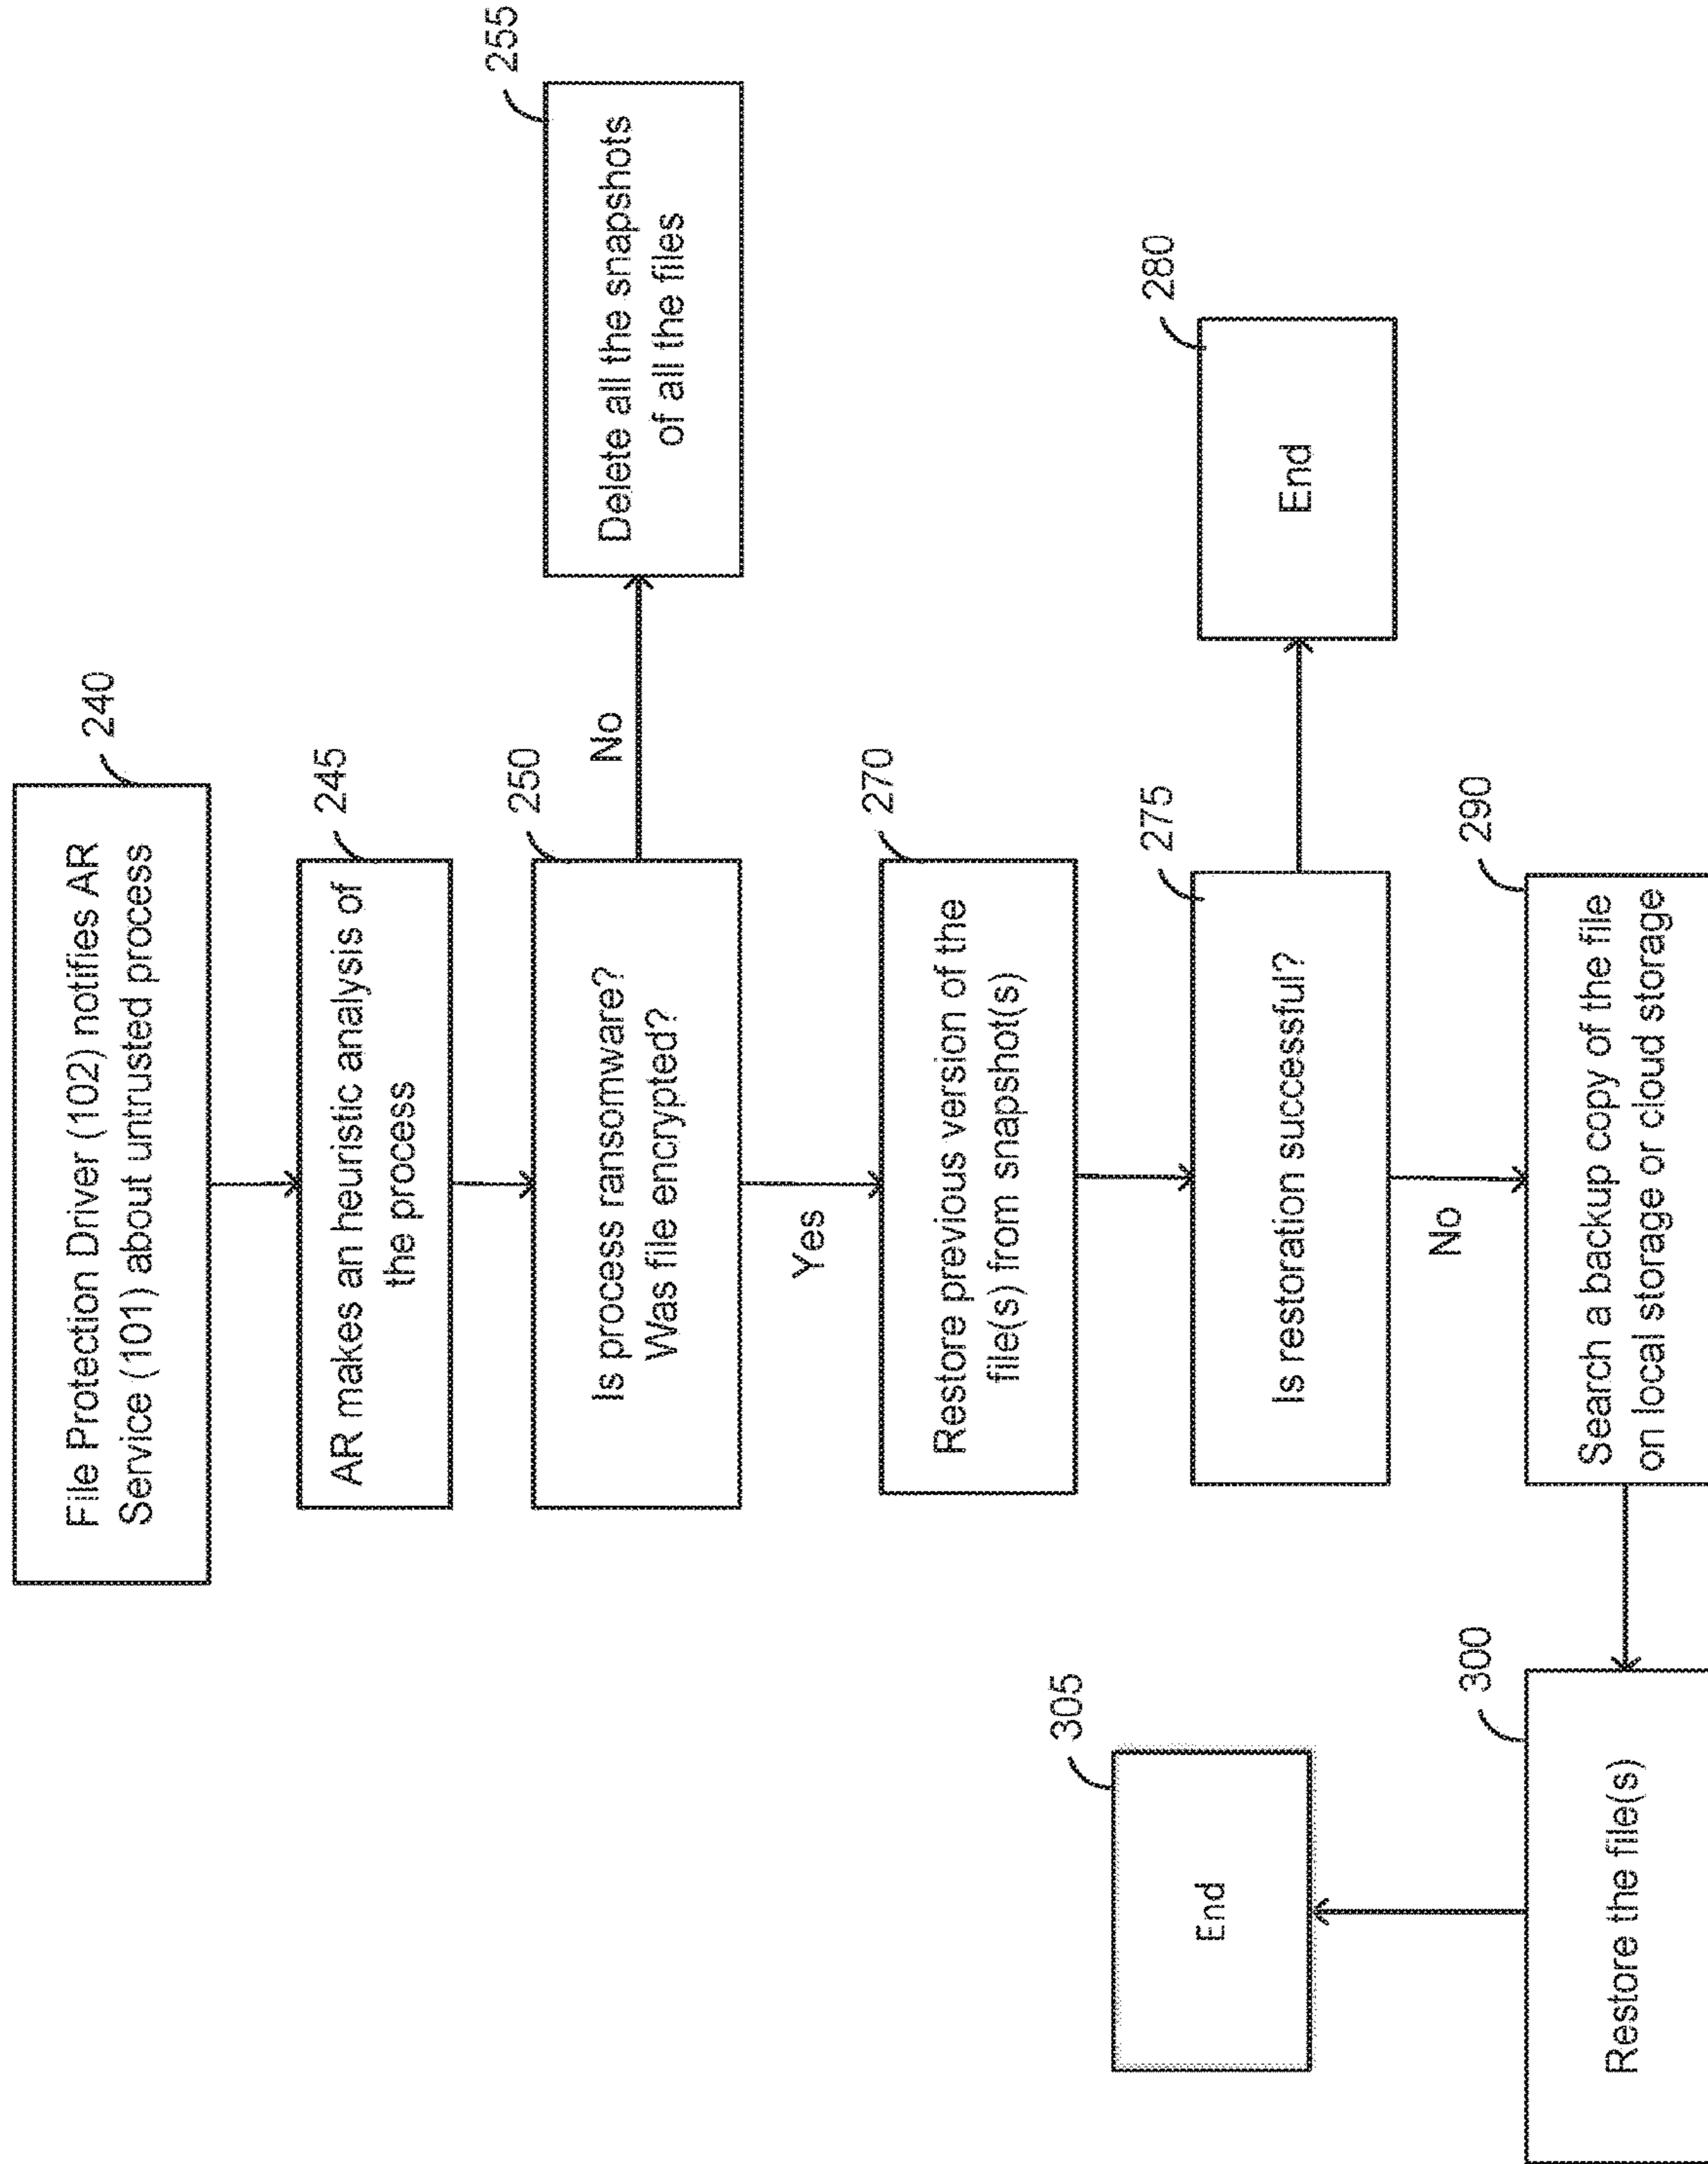 240
File Protection Driver (102) notifies AR
Service (101) about untrusted process
245
AR makes an heuristic analysis of
the process
250
Is process ransomware?
Was file encrypted?
No
255
Delete all the snapshots
of all the files
Yes
270
Restore previous version of the
file(s) from snapshot(s)
275
Is restoration successful?
280
End
No
290
Search a backup copy of the file
on local storage or cloud storage
300
Restore the file(s)
305
End